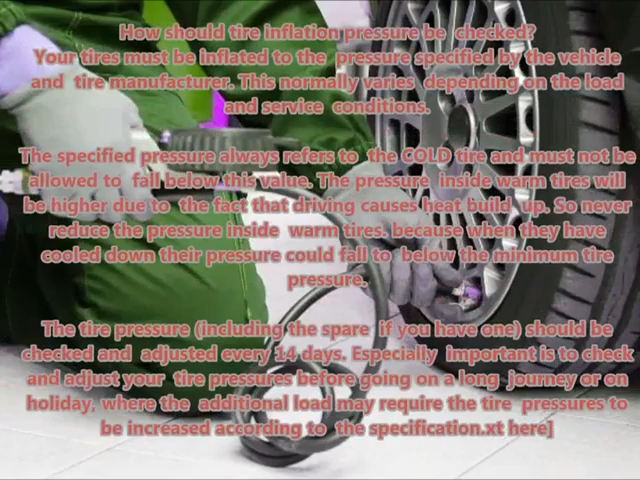 How should tire inflation pressure be checked?
Your tires must be inflated to the pressure specified by the vehicle
and tire manufacturer. This normally varies depending on the load
and service conditions.
The specified pressure always refers to the COLD tire and must not be
allowed to fall below this value. The pressure inside warm tires will
be higher due to the fact that driving causes heat build up. So never
reduce the pressure inside warm tires. because when they have
cooled down their pressure could fall to below the minimum tire
pressure.
The tire pressure (including the spare if you have one) should be
checked and adjusted every 14 days. Especially important is to check
and adjust your tire pressures before going on a long journey or on
holiday, where the additional load may require the tire pressures to
be increased according to the specification.xt here]